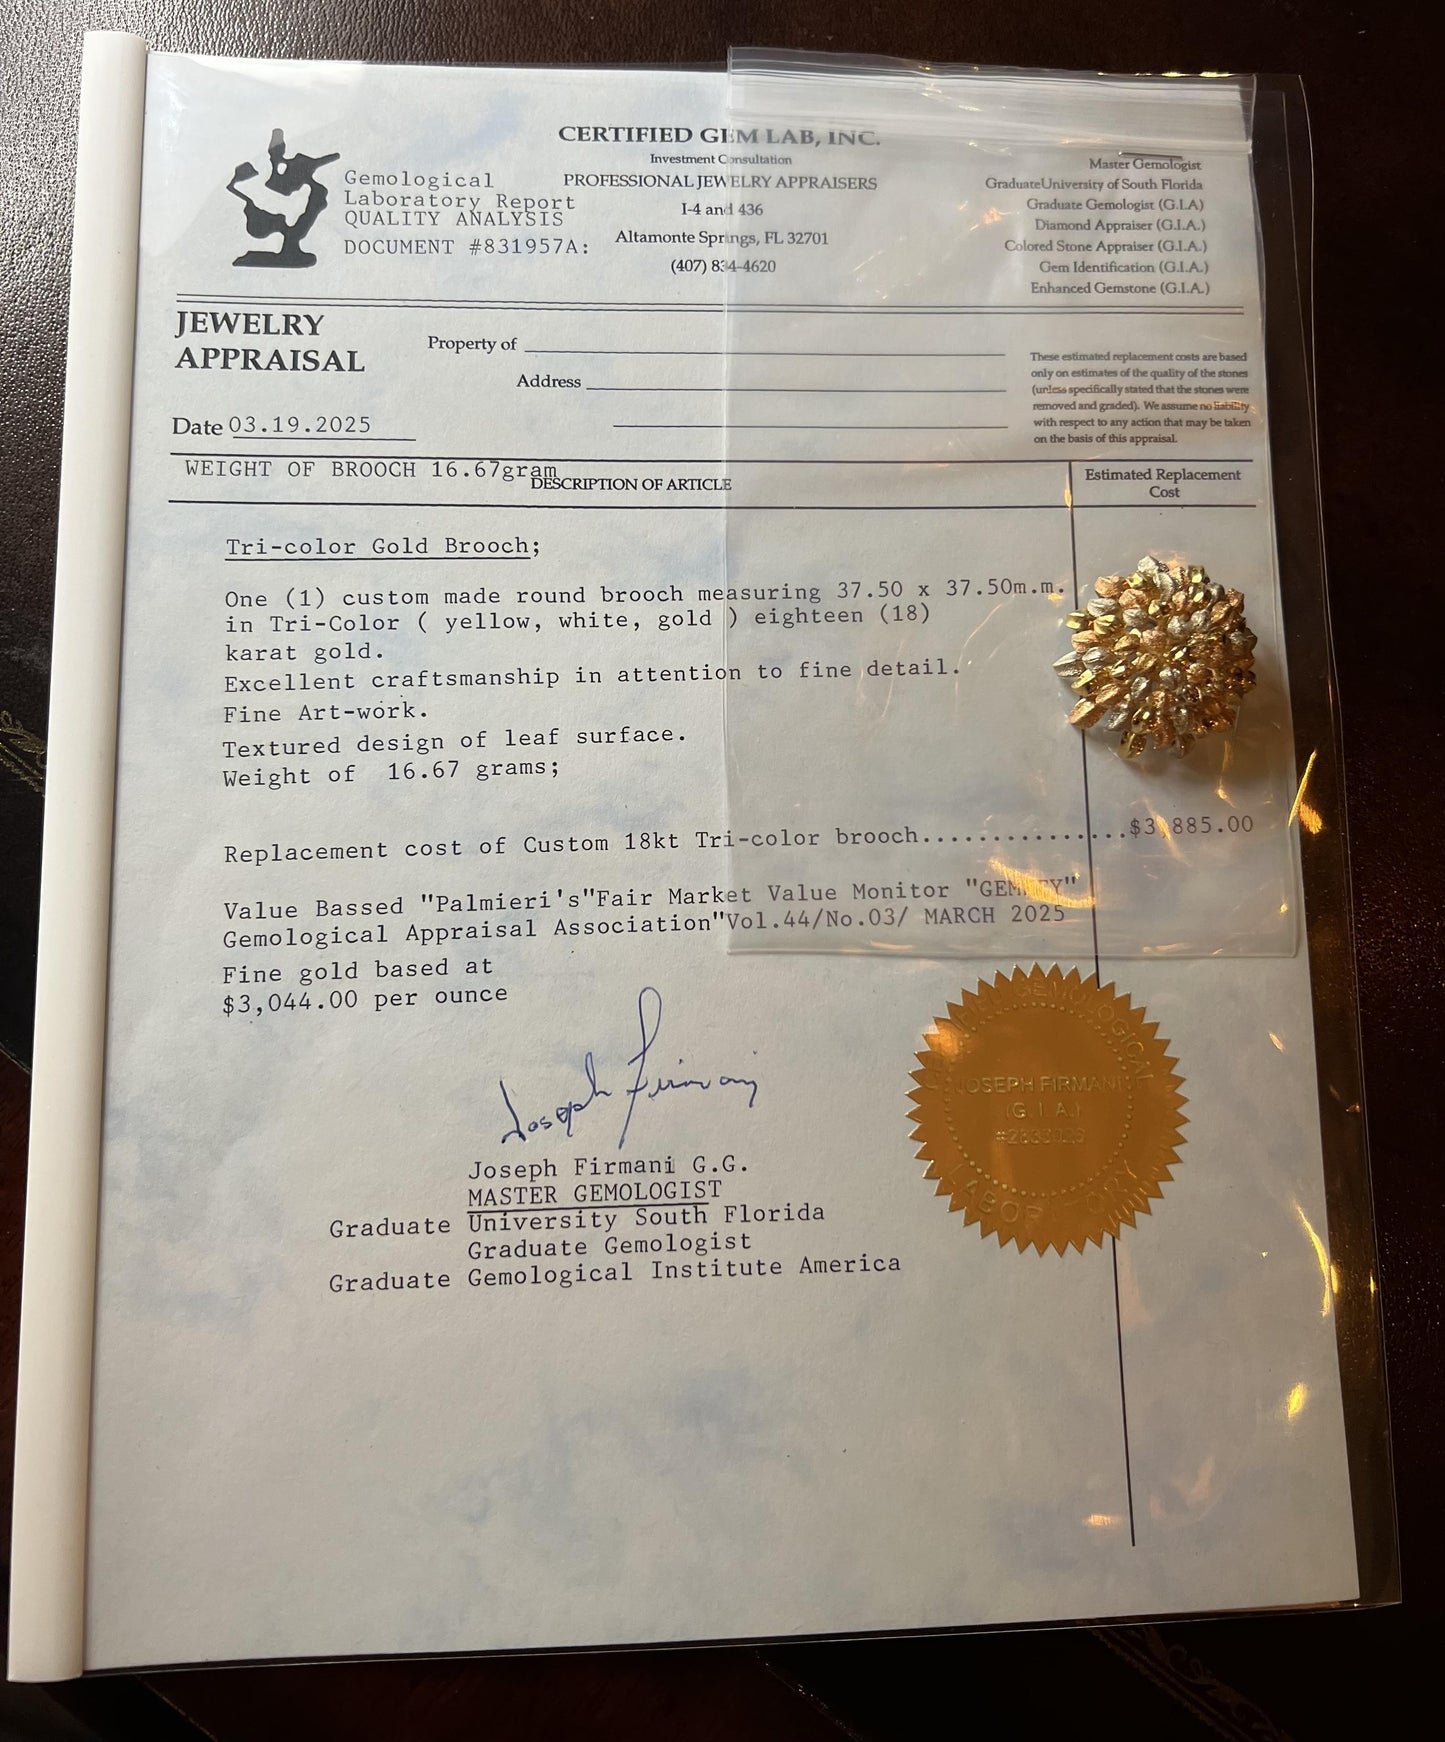 CERTIFIED GEM LAB, INC.
Investment Consultation
PROFESSIONAL JEWELRY APPRAISERS
I-4 and 436
Altamonte Springs, FL 32701
(407) 834-4620
Gemological
Laboratory Report
QUALITY ANALYSIS
DOCUMENT #831957A:
Master Gemologist
GraduateUniversity of South Florida
Graduate Gemologist (G.I.A)
Diamond Appraiser (G.I.A.)
Colored Stone Appraiser (G.I.A.)
Gem Identification (G.I.A.)
Enhanced Gemstone (G.I.A.)
JEWELRY
APPRAISAL
Property of
Address
Date 03.19.2025
These estimated replacement costs are based
only on estimates of the quality of the stones
(unless specifically stated that the stones were
removed and graded). We assume no liability
with respect to any action that may be taken
on the basis of this appraisal.
WEIGHT OF BROOCH 16.67gram
DESCRIPTION OF ARTICLE
Estimated Replacement
Cost
Tri-color Gold Brooch;
One (1) custom made round brooch measuring 37.50 x 37.50m.m.
in Tri-Color ( yellow, white, gold ) eighteen (18)
karat gold.
Excellent craftsmanship in attention to fine detail.
Fine Art-work.
Textured design of leaf surface.
Weight of 16.67 grams;
Replacement cost of Custom 18kt Tri-color brooch..............$3,885.00
Value Bassed "Palmieri's"Fair Market Value Monitor
Gemological Appraisal Association"Vol.44/No.03/ MARCH 2025
Fine gold based at
$3,044.00 per ounce
Joseph Firmani
Joseph Firmani G.G.
MASTER GEMOLOGIST
Graduate University South Florida
Graduate Gemologist
Graduate Gemological Institute America
GEMOLOGICAL
JOSEPH FIRMANI
(G.I.A.)
LABORATORY